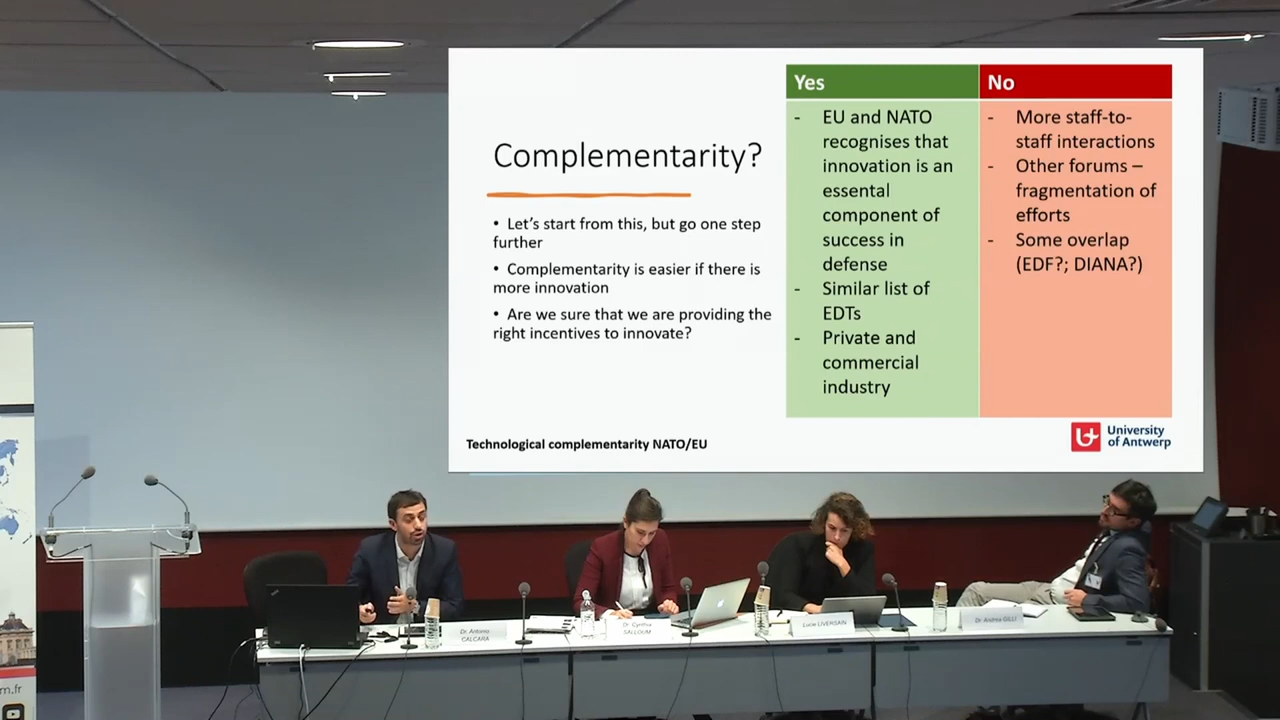 Complementarity?
• Let's start from this, but go one step
further
• Complementarity is easier if there is
more innovation
• Are we sure that we are providing the
right incentives to innovate?
Technological complementarity NATO/EU
Yes
- EU and NATO
recognises that
innovation is an
essental
component of
success in
defense
- Similar list of
EDTs
- Private and
commercial
industry
No
- More staff-to-
staff interactions
- Other forums –
fragmentation of
efforts
- Some overlap
(EDF?; DIANA?)
University
of Antwerp
m.fr
Dr. Antonio
CALCARA
Dr. Cynthia
SALLOUM
Lucie LIVERSAIN
Dr. Andrea GILLI